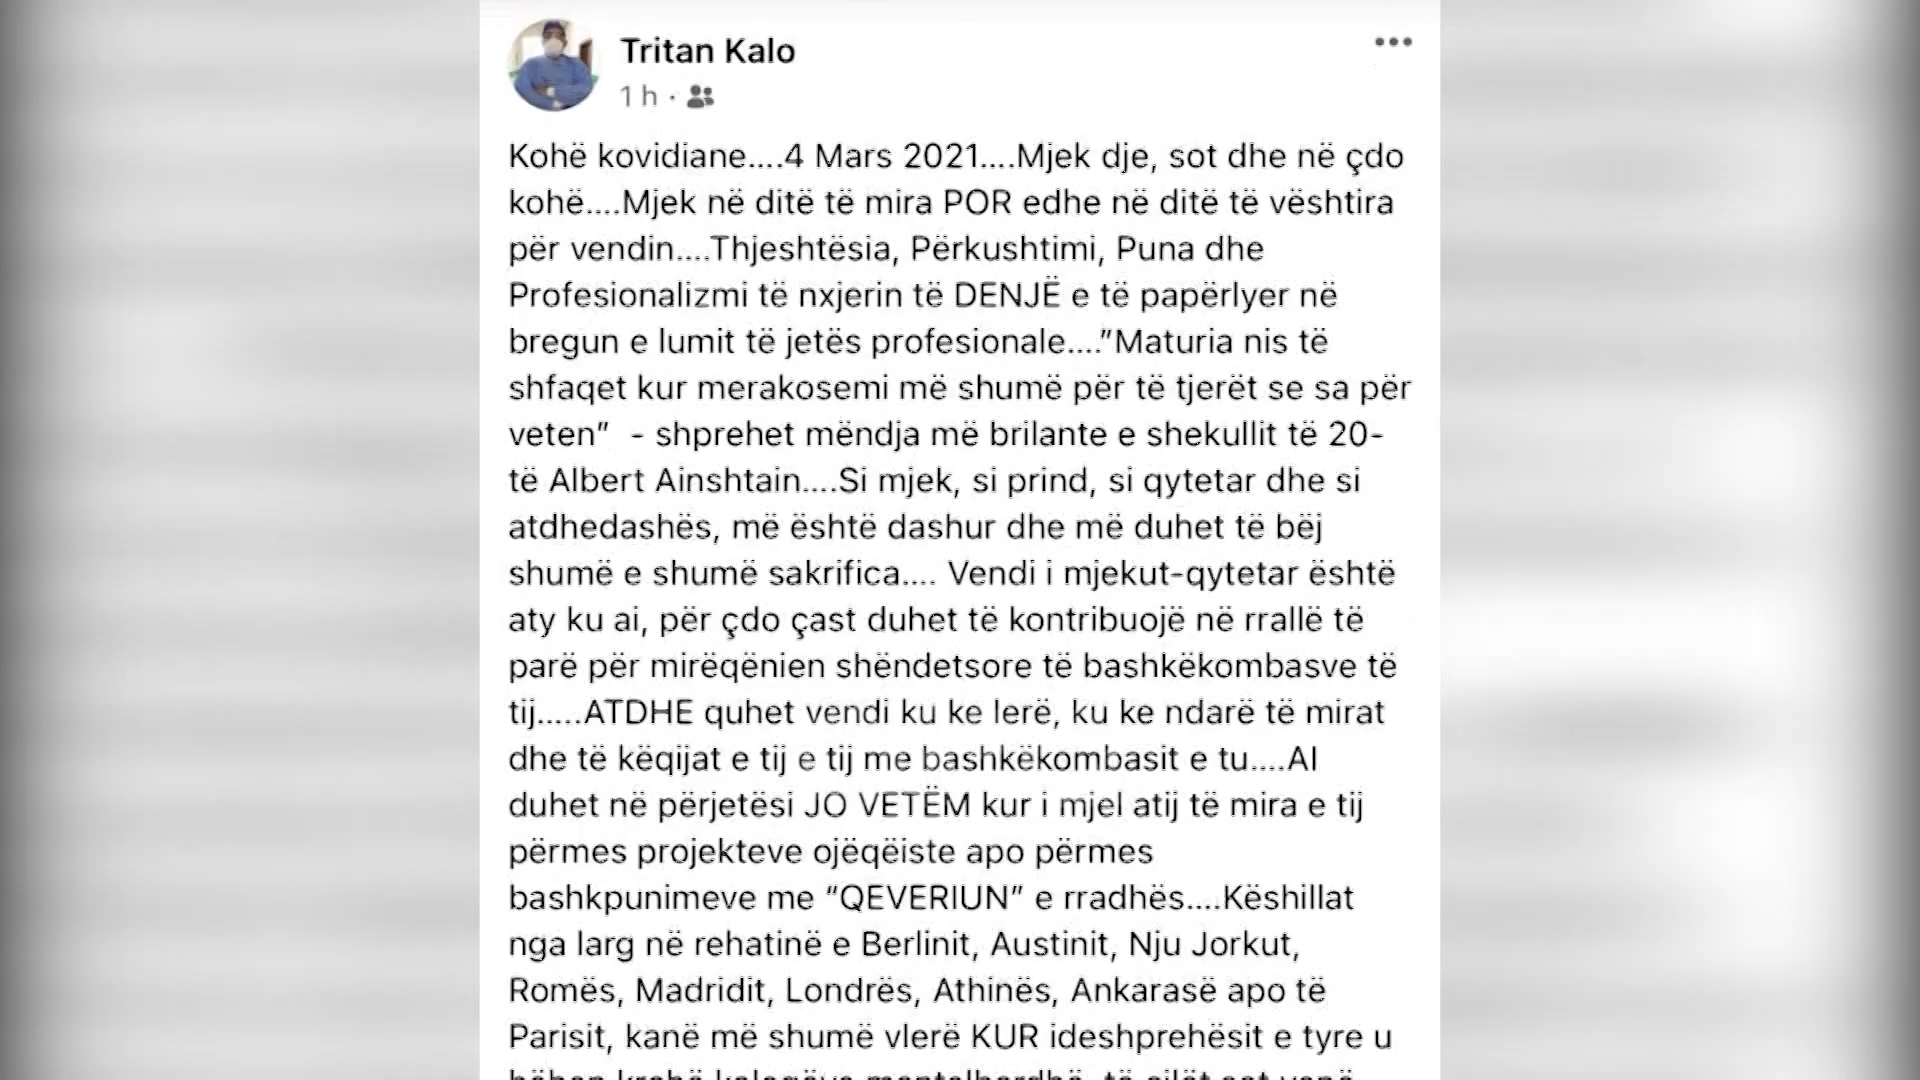 Tritan Kalo
1 h ·
Kohë kovidiane....4 Mars 2021....Mjek dje, sot dhe në çdo
kohë....Mjek në ditë të mira POR edhe në ditë të vështira
për vendin....Thjeshtësia, Përkushtimi, Puna dhe
Profesionalizmi të nxjerin të DENJË e të papërlyer në
bregun e lumit të jetës profesionale...."Maturia nis të
shfaqet kur merakosemi më shumë për të tjerët se sa për
veten" - shprehet mëndja më brilante e shekullit të 20-
të Albert Ainshtain....Si mjek, si prind, si qytetar dhe si
atdhedashës, më është dashur dhe më duhet të bëj
shumë e shumë sakrifica.... Vendi i mjekut-qytetar është
aty ku ai, për çdo çast duhet të kontribuojë në rrallë të
parë për mirëqënien shëndetsore të bashkëkombasve të
tij.....ATDHE quhet vendi ku ke lerë, ku ke ndarë të mirat
dhe të këqijat e tij e tij me bashkëkombasit e tu....AI
duhet në përjetësi JO VETËM kur i mjel atij të mira e tij
përmes projekteve ojëqëiste apo përmes
bashkpunimeve me "QEVERIUN" e rradhës....Këshillat
nga larg në rehatinë e Berlinit, Austinit, Nju Jorkut,
Romës, Madridit, Londrës, Athinës, Ankarasë apo të
Parisit, kanë më shumë vlerë KUR ideshprehësit e tyre u